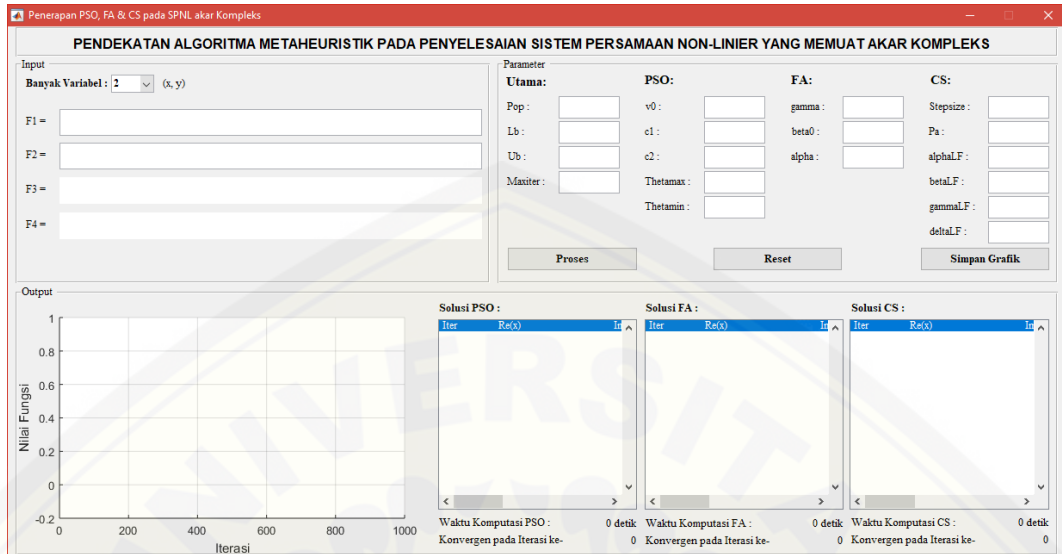 Penerapan PSO, FA & CS pada SPNL akar Kompleks
PENDEKATAN ALGORITMA METAHEURISTIK PADA PENYELESAIAN SISTEM PERSAMAAN NON-LINIER YANG MEMUAT AKAR KOMPLEKS
Input
Banyak Variabel : 2 (x, y)
F1 =
F2 =
F3 =
F4 =
Parameter
Utama:
Pop :
Lb :
Ub :
Maxiter :
PSO:
v0 :
c1 :
c2 :
Thetamax :
Thetamin :
FA:
gamma :
beta0 :
alpha :
CS:
Stepsize :
Pa :
alphaLF :
betaLF :
gammaLF :
deltaLF :
Proses
Reset
Simpan Grafik
Output
1
0.8
0.6
0.4
0.2
0
-0.2
Nilai Fungsi
0 200 400 600 800 1000
Iterasi
Solusi PSO :
Iter Re(x) In
Waktu Komputasi PSO : 0 detik
Konvergen pada Iterasi ke- 0
Solusi FA :
Iter Re(x) In
Waktu Komputasi FA : 0 detik
Konvergen pada Iterasi ke- 0
Solusi CS :
Iter Re(x) In
Waktu Komputasi CS : 0 detik
Konvergen pada Iterasi ke- 0
UNIVERSIT